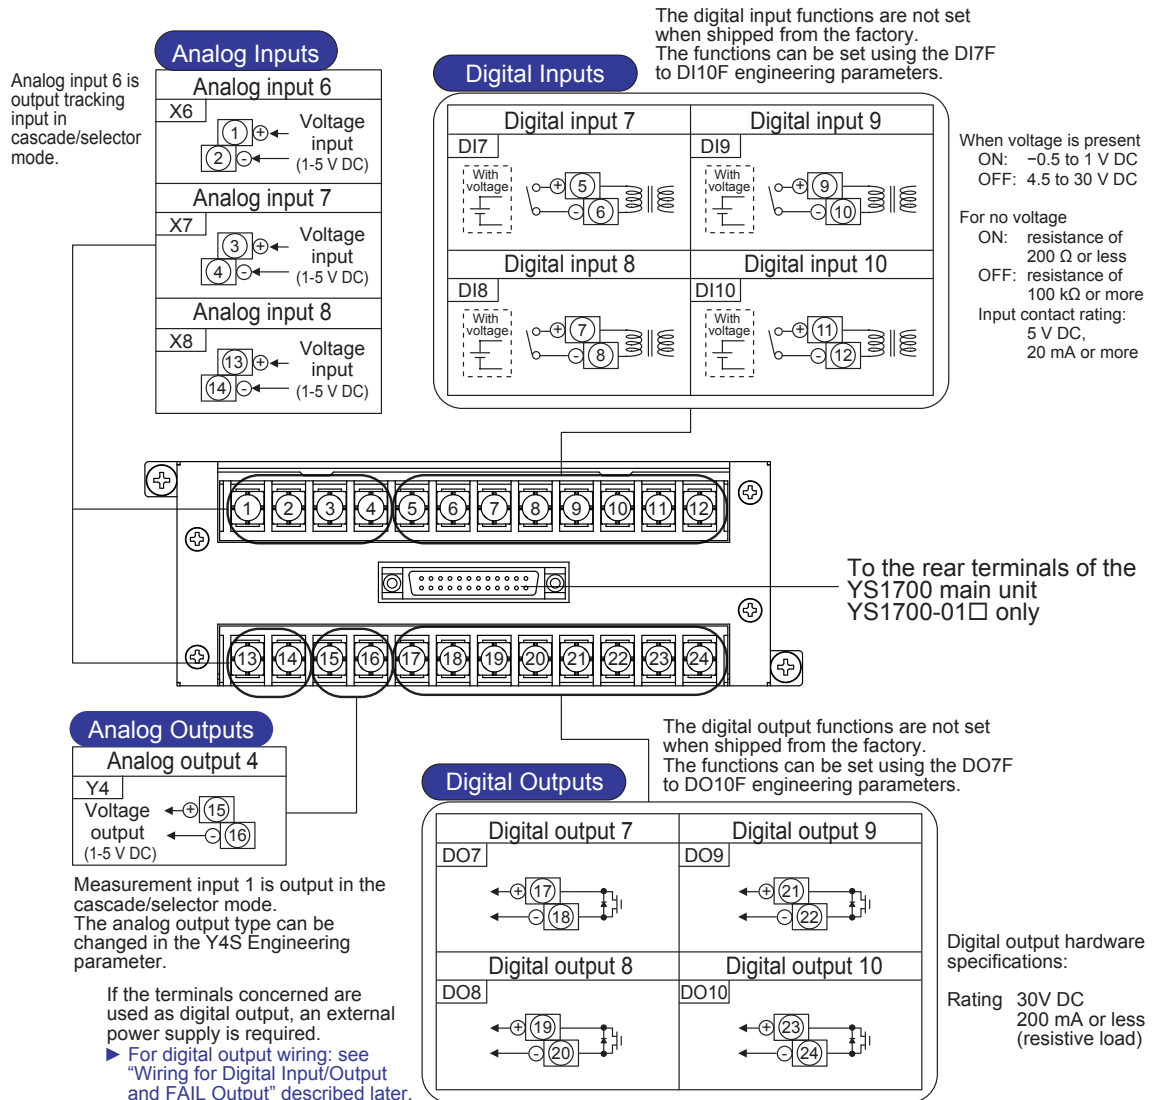 The digital input functions are not set
when shipped from the factory.
The functions can be set using the DI7F
to DI10F engineering parameters.
Analog Inputs
Digital Inputs
Analog input 6 is
output tracking
input in
cascade/selector
mode.
Analog input 6
X6
1 + Voltage
input
2 - (1-5 V DC)
Analog input 7
X7
3 + Voltage
input
4 - (1-5 V DC)
Analog input 8
X8
13 + Voltage
input
14 - (1-5 V DC)
Digital input 7
DI7
With
voltage
+ 5
- 6
Digital input 9
DI9
With
voltage
+ 9
- 10
Digital input 8
DI8
With
voltage
+ 7
- 8
Digital input 10
DI10
With
voltage
+ 11
- 12
When voltage is present
ON: −0.5 to 1 V DC
OFF: 4.5 to 30 V DC
For no voltage
ON: resistance of
200 Ω or less
OFF: resistance of
100 kΩ or more
Input contact rating:
5 V DC,
20 mA or more
1 2 3 4 5 6 7 8 9 10 11 12
To the rear terminals of the
YS1700 main unit
YS1700-01□ only
13 14 15 16 17 18 19 20 21 22 23 24
Analog Outputs
Analog output 4
Y4
Voltage
output
(1-5 V DC)
+ 15
- 16
Measurement input 1 is output in the
cascade/selector mode.
The analog output type can be
changed in the Y4S Engineering
parameter.
If the terminals concerned are
used as digital output, an external
power supply is required.
► For digital output wiring: see
“Wiring for Digital Input/Output
and FAIL Output” described later.
The digital output functions are not set
when shipped from the factory.
The functions can be set using the DO7F
to DO10F engineering parameters.
Digital Outputs
Digital output 7
DO7
+ 17
- 18
Digital output 9
DO9
+ 21
- 22
Digital output 8
DO8
+ 19
- 20
Digital output 10
DO10
+ 23
- 24
Digital output hardware
specifications:
Rating 30V DC
200 mA or less
(resistive load)